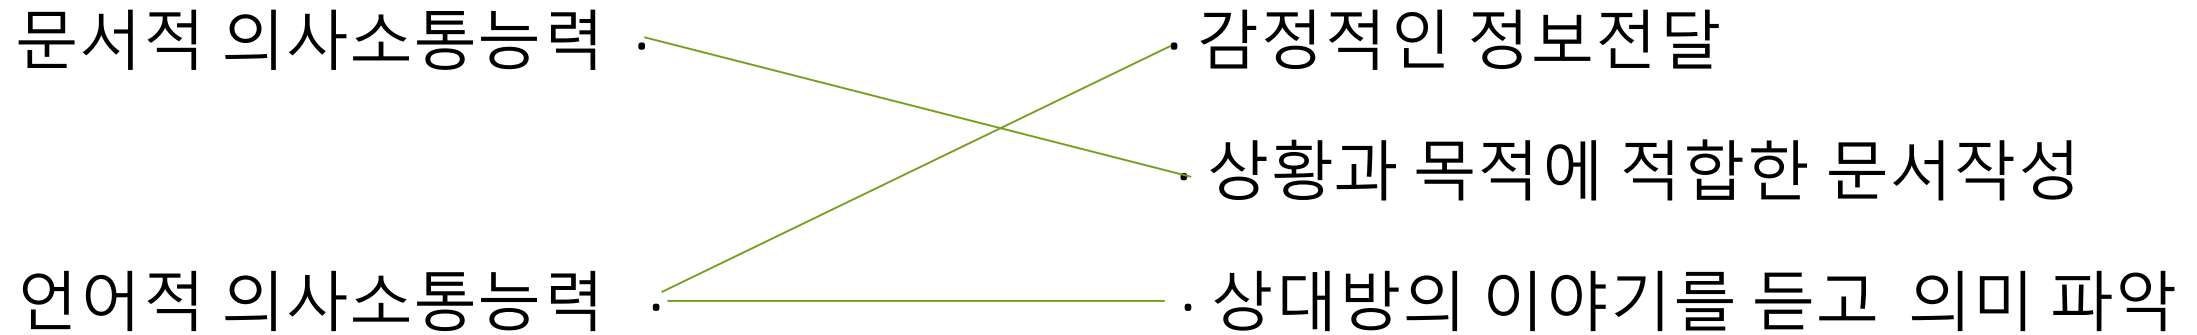 문서적 의사소통능력 · · 감정적인 정보전달
· 상황과 목적에 적합한 문서작성
언어적 의사소통능력 · · 상대방의 이야기를 듣고 의미 파악